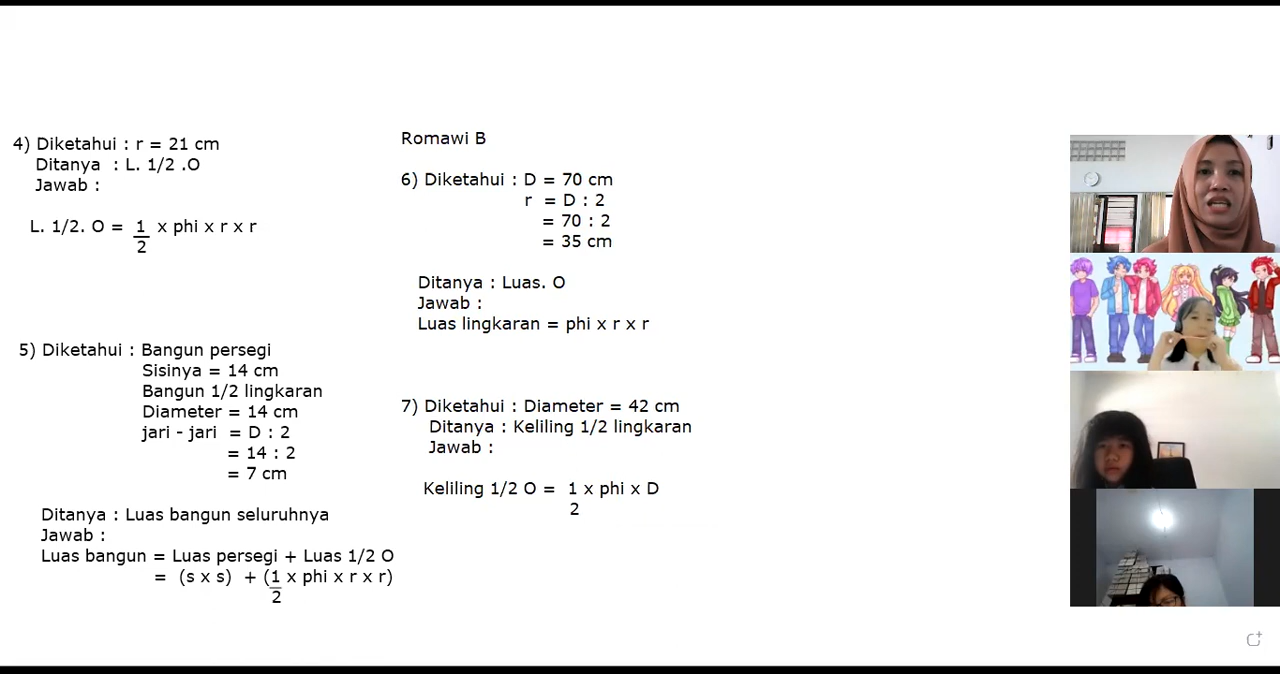 4) Diketahui : r = 21 cm
Ditanya : L. 1/2 .O
Jawab :
L. 1/2. O = 1 x phi x r x r
2
5) Diketahui : Bangun persegi
Sisinya = 14 cm
Bangun 1/2 lingkaran
Diameter = 14 cm
jari - jari = D : 2
= 14 : 2
= 7 cm
Ditanya : Luas bangun seluruhnya
Jawab :
Luas bangun = Luas persegi + Luas 1/2 O
= (s x s) + (1 x phi x r x r)
2
Romawi B
6) Diketahui : D = 70 cm
r = D : 2
= 70 : 2
= 35 cm
Ditanya : Luas. O
Jawab :
Luas lingkaran = phi x r x r
7) Diketahui : Diameter = 42 cm
Ditanya : Keliling 1/2 lingkaran
Jawab :
Keliling 1/2 O = 1 x phi x D
2